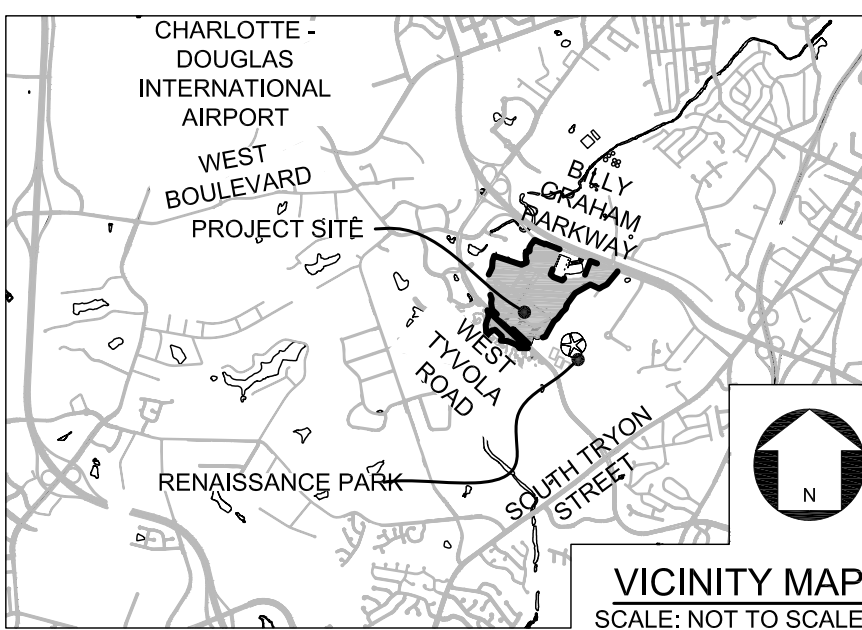 CHARLOTTE -
DOUGLAS
INTERNATIONAL
AIRPORT
WEST
BOULEVARD
PROJECT SITE
BILLY
GRAHAM
PARKWAY
WEST
TYVOLA
ROAD
RENAISSANCE PARK
SOUTH TRYON
STREET
N
VICINITY MAP
SCALE: NOT TO SCALE